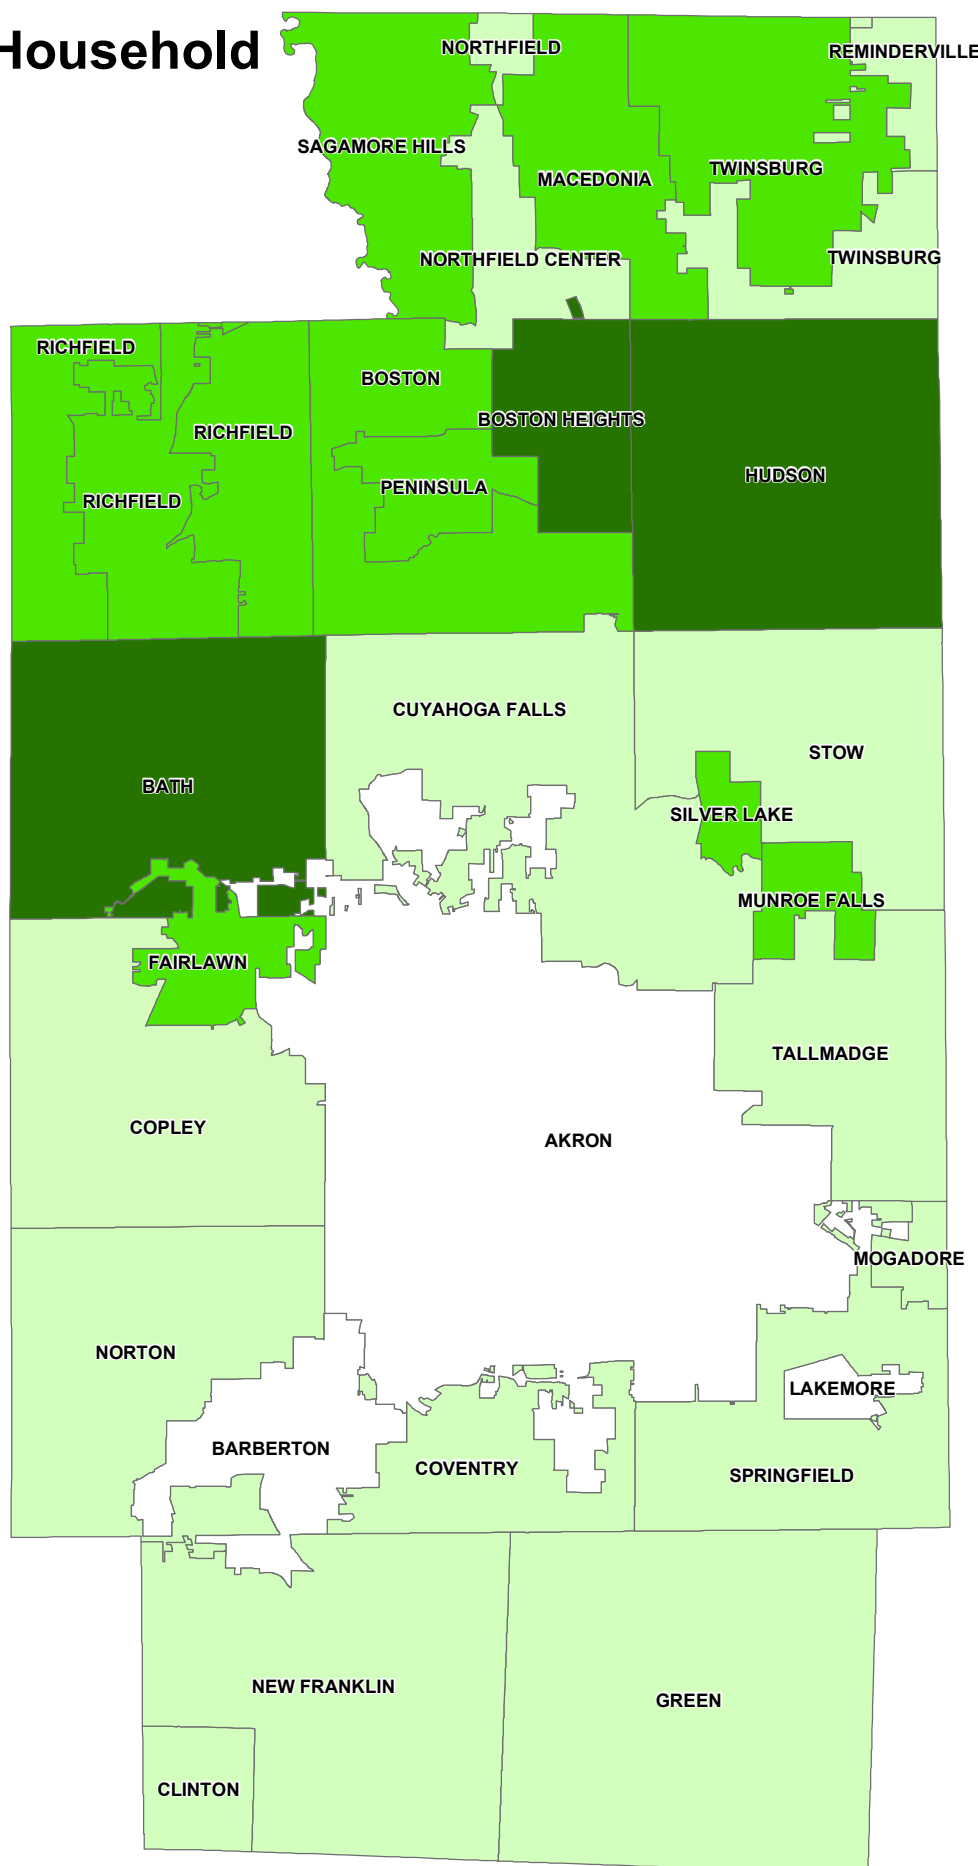 Household
NORTHFIELD
REMINDERVILLE
SAGAMORE HILLS
MACEDONIA
TWINSBURG
NORTHFIELD CENTER
TWINSBURG
RICHFIELD
BOSTON
BOSTON HEIGHTS
RICHFIELD
HUDSON
PENINSULA
RICHFIELD
CUYAHOGA FALLS
STOW
BATH
SILVER LAKE
MUNROE FALLS
FAIRLAWN
TALLMADGE
COPLEY
AKRON
MOGADORE
NORTON
LAKEMORE
BARBERTON
COVENTRY
SPRINGFIELD
NEW FRANKLIN
GREEN
CLINTON